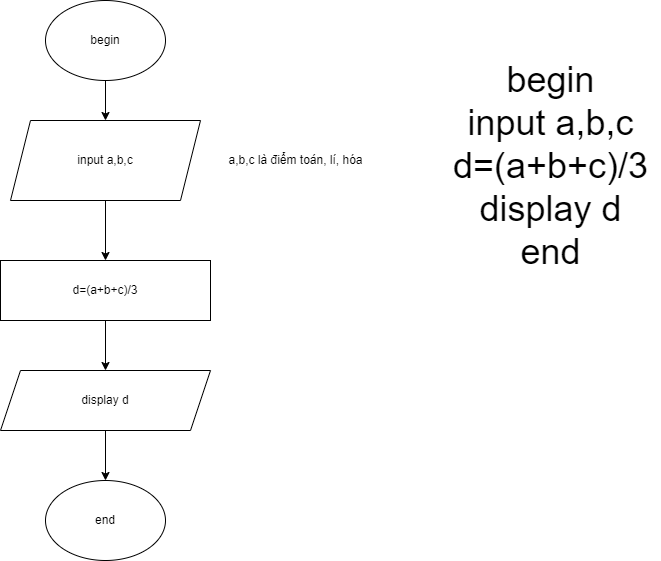 begin
input a,b,c
a,b,c là điểm toán, lí, hóa
d=(a+b+c)/3
display d
end
begin
input a,b,c
d=(a+b+c)/3
display d
end